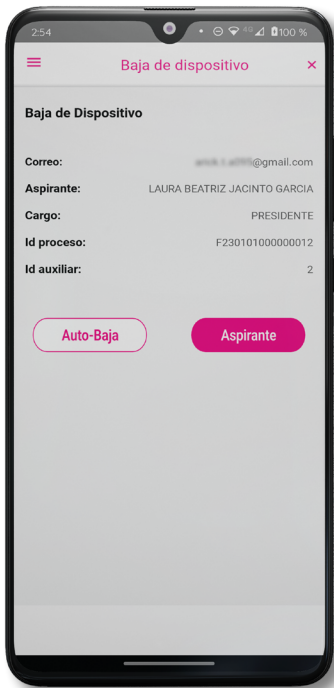 2:54 4G 100 %
Baja de dispositivo ×
Baja de Dispositivo
Correo: @gmail.com
Aspirante: LAURA BEATRIZ JACINTO GARCIA
Cargo: PRESIDENTE
Id proceso: F230101000000012
Id auxiliar: 2
Auto-Baja Aspirante